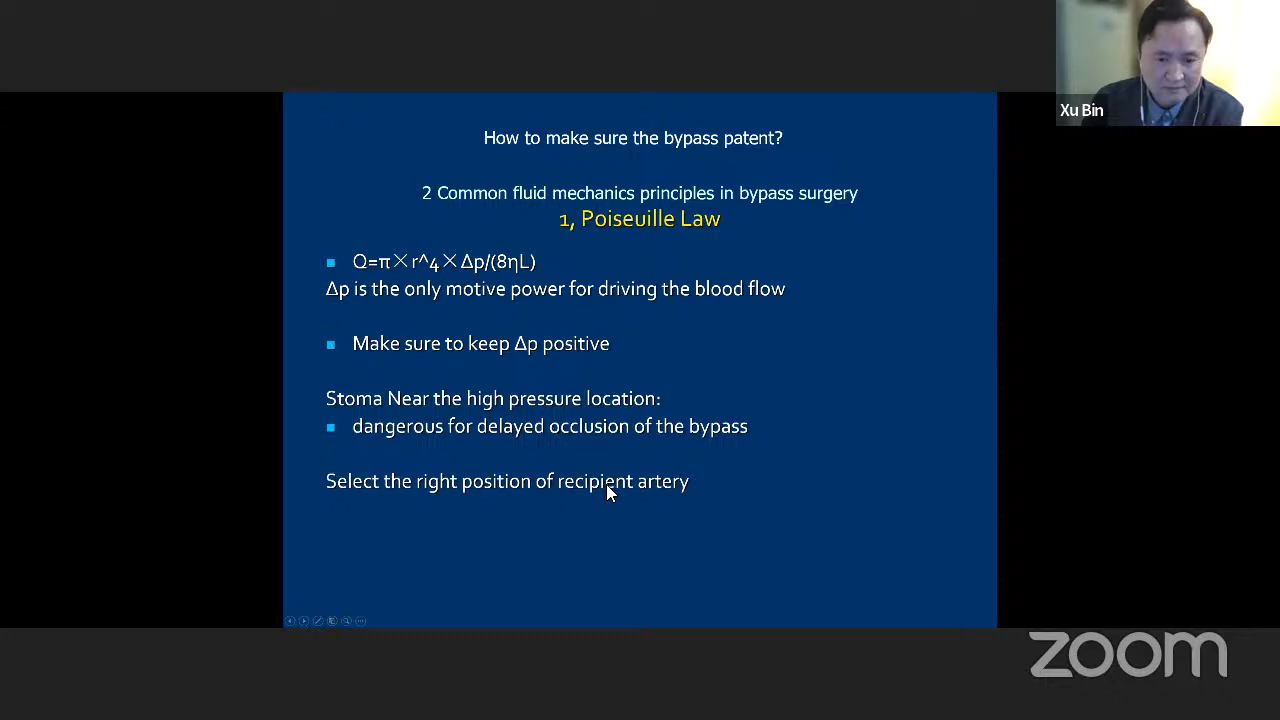 Xu Bin
How to make sure the bypass patent?
2 Common fluid mechanics principles in bypass surgery
1, Poiseuille Law
Q=π×r^4×Δp/(8ηL)
Δp is the only motive power for driving the blood flow
Make sure to keep Δp positive
Stoma Near the high pressure location:
dangerous for delayed occlusion of the bypass
Select the right position of recipient artery
zoom